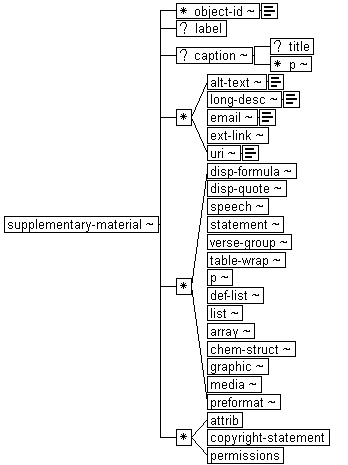 * object-id ~
? label
? caption ~
? title
* p ~
*
alt-text ~
long-desc ~
email ~
ext-link ~
uri ~
supplementary-material ~
*
disp-formula ~
disp-quote ~
speech ~
statement ~
verse-group ~
table-wrap ~
p ~
def-list ~
list ~
array ~
chem-struct ~
graphic ~
media ~
preformat ~
*
attrib
copyright-statement
permissions